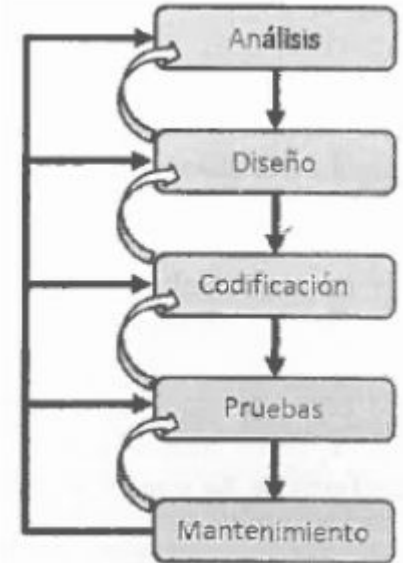 Análisis
Diseño
Codificación
Pruebas
Mantenimiento